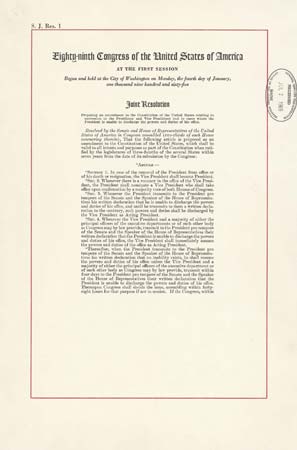 S. J. Res. 1
Eighty-ninth Congress of the United States of America
AT THE FIRST SESSION
Begun and held at the City of Washington on Monday, the fourth day of January,
one thousand nine hundred and sixty-five
Joint Resolution
Proposing an amendment to the Constitution of the United States relating to
succession to the Presidency and Vice Presidency and to cases where the
President is unable to discharge the powers and duties of his office.
Resolved by the Senate and House of Representatives of the United
States of America in Congress assembled (two-thirds of each House
concurring therein), That the following article is proposed as an
amendment to the Constitution of the United States, which shall be
valid to all intents and purposes as part of the Constitution when rati-
fied by the legislatures of three-fourths of the several States within
seven years from the date of its submission by the Congress:
"ARTICLE —
"SECTION 1. In case of the removal of the President from office or
of his death or resignation, the Vice President shall become President.
"SEC. 2. Whenever there is a vacancy in the office of the Vice Presi-
dent, the President shall nominate a Vice President who shall take
office upon confirmation by a majority vote of both Houses of Congress.
"SEC. 3. Whenever the President transmits to the President pro
tempore of the Senate and the Speaker of the House of Representa-
tives his written declaration that he is unable to discharge the powers
and duties of his office, and until he transmits to them a written decla-
ration to the contrary, such powers and duties shall be discharged by
the Vice President as Acting President.
"SEC. 4. Whenever the Vice President and a majority of either the
principal officers of the executive departments or of such other body
as Congress may by law provide, transmit to the President pro tempore
of the Senate and the Speaker of the House of Representatives their
written declaration that the President is unable to discharge the powers
and duties of his office, the Vice President shall immediately assume
the powers and duties of the office as Acting President.
"Thereafter, when the President transmits to the President pro
tempore of the Senate and the Speaker of the House of Representa-
tives his written declaration that no inability exists, he shall resume
the powers and duties of his office unless the Vice President and a
majority of either the principal officers of the executive department or
of such other body as Congress may by law provide, transmit within
four days to the President pro tempore of the Senate and the Speaker
of the House of Representatives their written declaration that the
President is unable to discharge the powers and duties of his office.
Thereupon Congress shall decide the issue, assembling within forty-
eight hours for that purpose if not in session. If the Congress, within